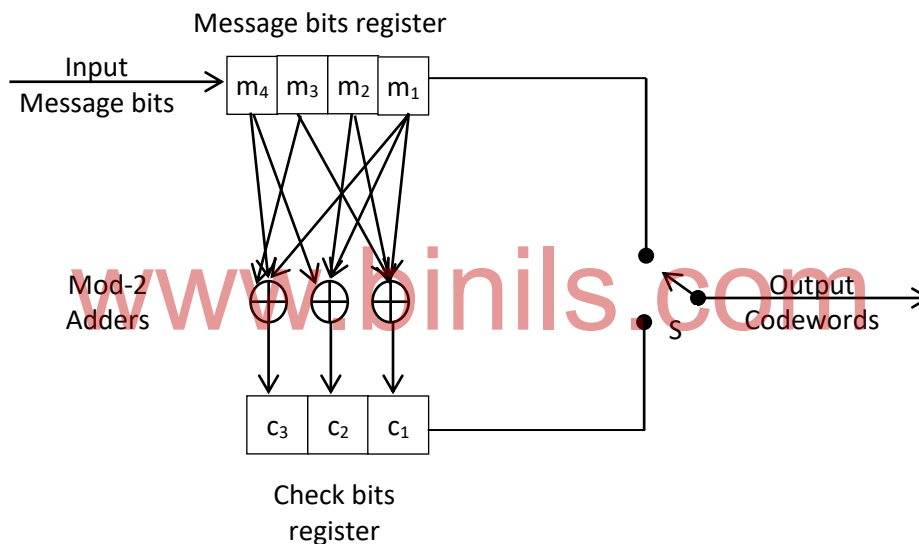 Message bits register
Input
Message bits
m₄ m₃ m₂ m₁
www.binils.com
Mod-2
Adders
Output
Codewords
S
c₃ c₂ c₁
Check bits
register